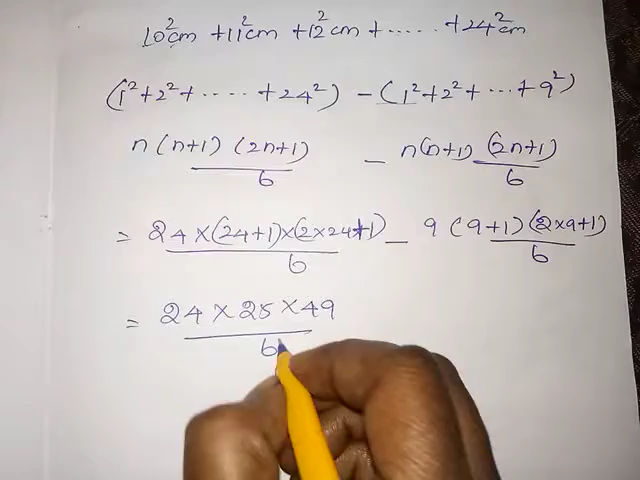 10²cm + 11²cm + 12²cm + ...... + 24²cm
(1² + 2² + ...... + 24²) - (1² + 2² + ... + 9²)
n(n+1)(2n+1)/6 - n(n+1)(2n+1)/6
= 24×(24+1)×(2×24+1)/6 - 9(9+1)(2×9+1)/6
= 24×25×49/6